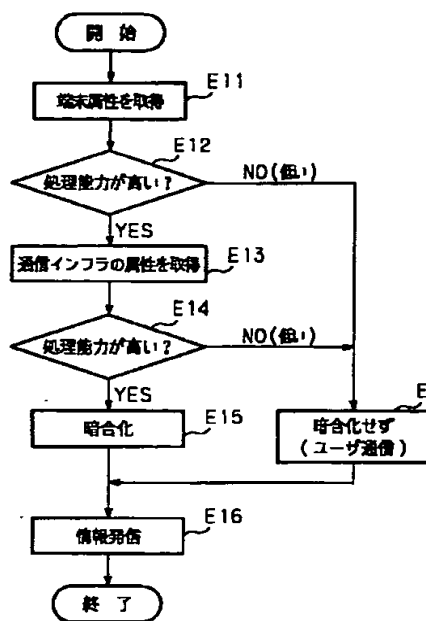 開始
E11
端末属性を取得
E12
処理能力が高い?
NO(低い)
YES
E13
通信インフラの属性を取得
E14
処理能力が高い?
NO(低い)
YES
E15
暗合化
E
暗合化せず
(ユーザ通信)
E16
情報発信
終了